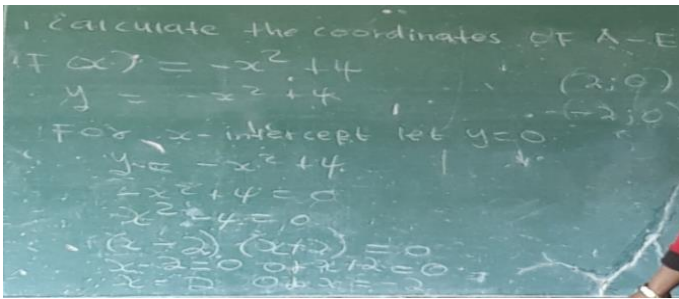 1 Calculate the coordinates OF A-E
F(x) = -x² + 4
y = -x² + 4
(2;0)
(-2;0)
For x-intercept let y=0
y = -x² + 4
-x² + 4 = 0
x² - 4 = 0
(x-2) (x+2) = 0
x-2=0 or x+2=0
x = 2 or x = -2